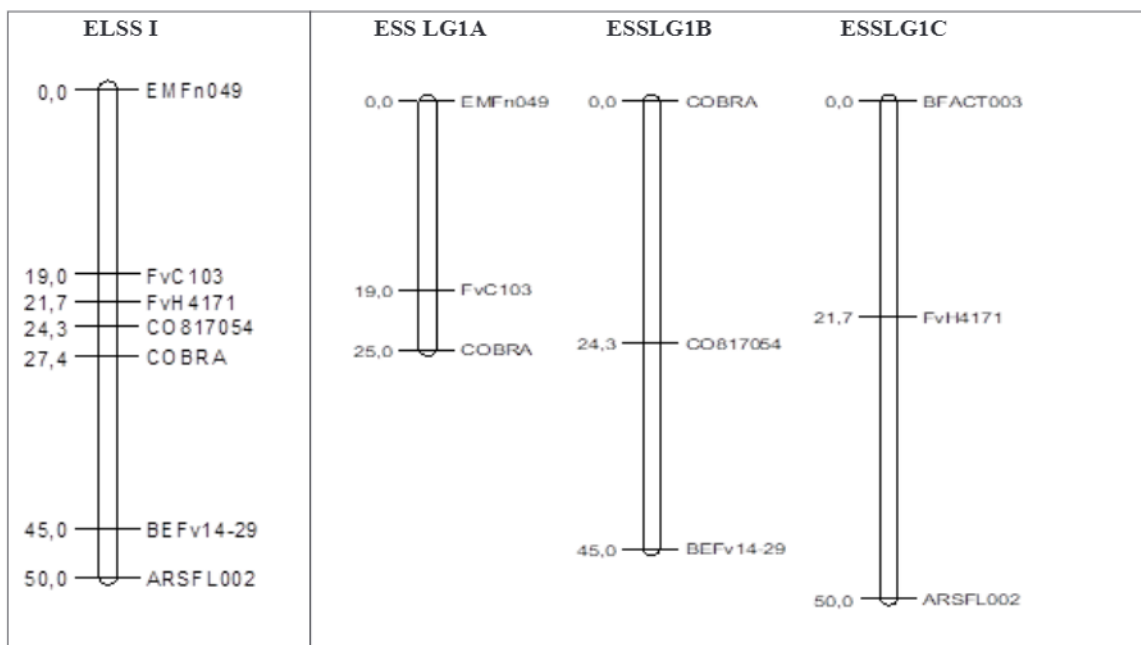 ELSS I
0,0 EMFn049
19,0 FvC103
21,7 FvH4171
24,3 CO817054
27,4 COBRA
45,0 BEFv14-29
50,0 ARSFL002
ESS LG1A
0,0 EMFn049
19,0 FvC103
25,0 COBRA
ESSLG1B
0,0 COBRA
24,3 CO817054
45,0 BEFv14-29
ESSLG1C
0,0 BFACT003
21,7 FvH4171
50,0 ARSFL002